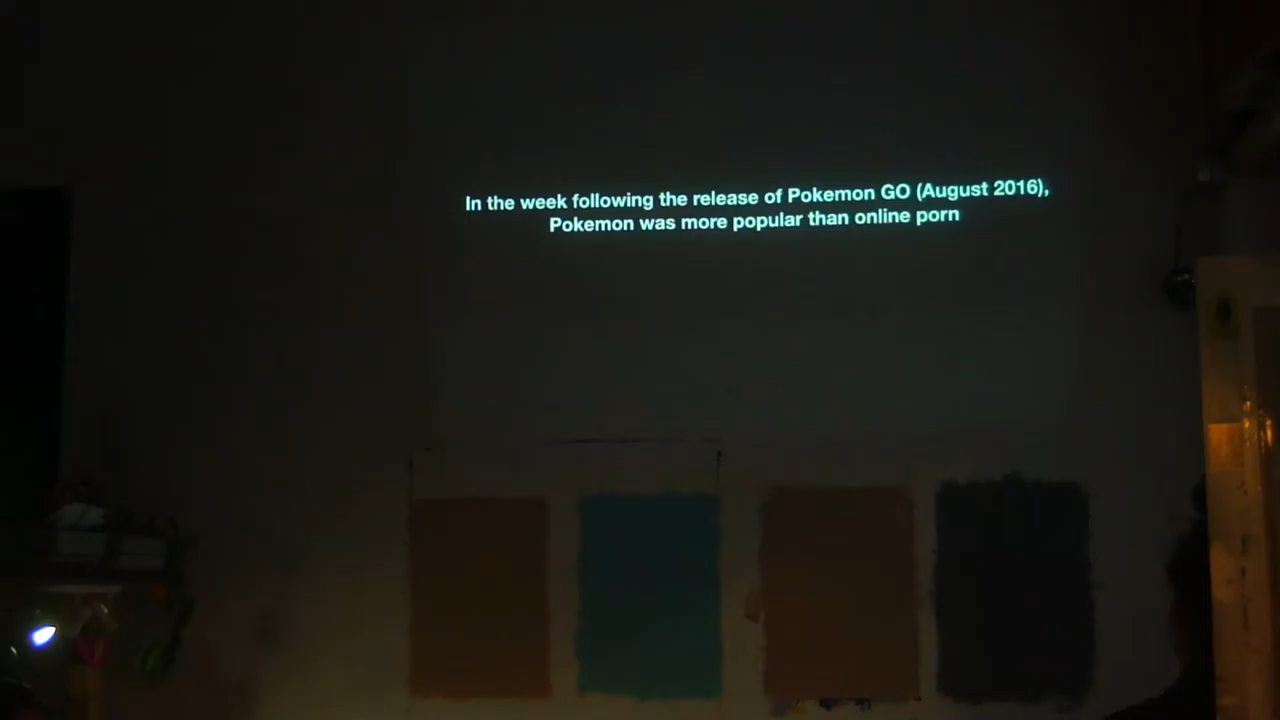 In the week following the release of Pokemon GO (August 2016),
Pokemon was more popular than online porn